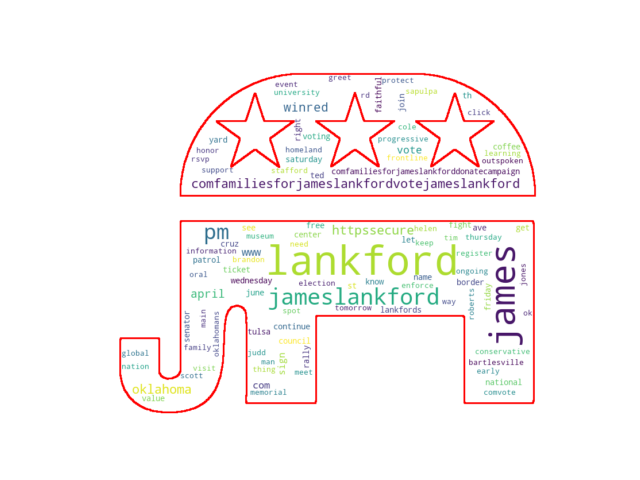 greet
event
protect
university
faithful
sapulpa
rd
th
winred
join
click
right
cole
yard
voting
progressive
coffee
honor
homeland
vote
learning
rsvp
saturday
frontline
outspoken
support
stafford
ted
comfamiliesforjameslankforddonatecampaign
comfamiliesforjameslankfordvotejameslankford
pm
see
free
httpssecure
helen
fight
ave
get
museum
center
let
tim
thursday
cruz
need
keep
information
www
lankford
register
james
patrol
brandon
name
ongoing
jones
oral
ticket
wednesday
election
st
know
enforce
border
april
june
jameslankford
way
friday
roberts
spot
tomorrow
lankfords
ok
senator
main
oklahomans
tulsa
continue
council
family
global
judd
sign
rally
conservative
nation
visit
man
bartlesville
scott
thing
meet
early
oklahoma
com
national
value
memorial
comvote